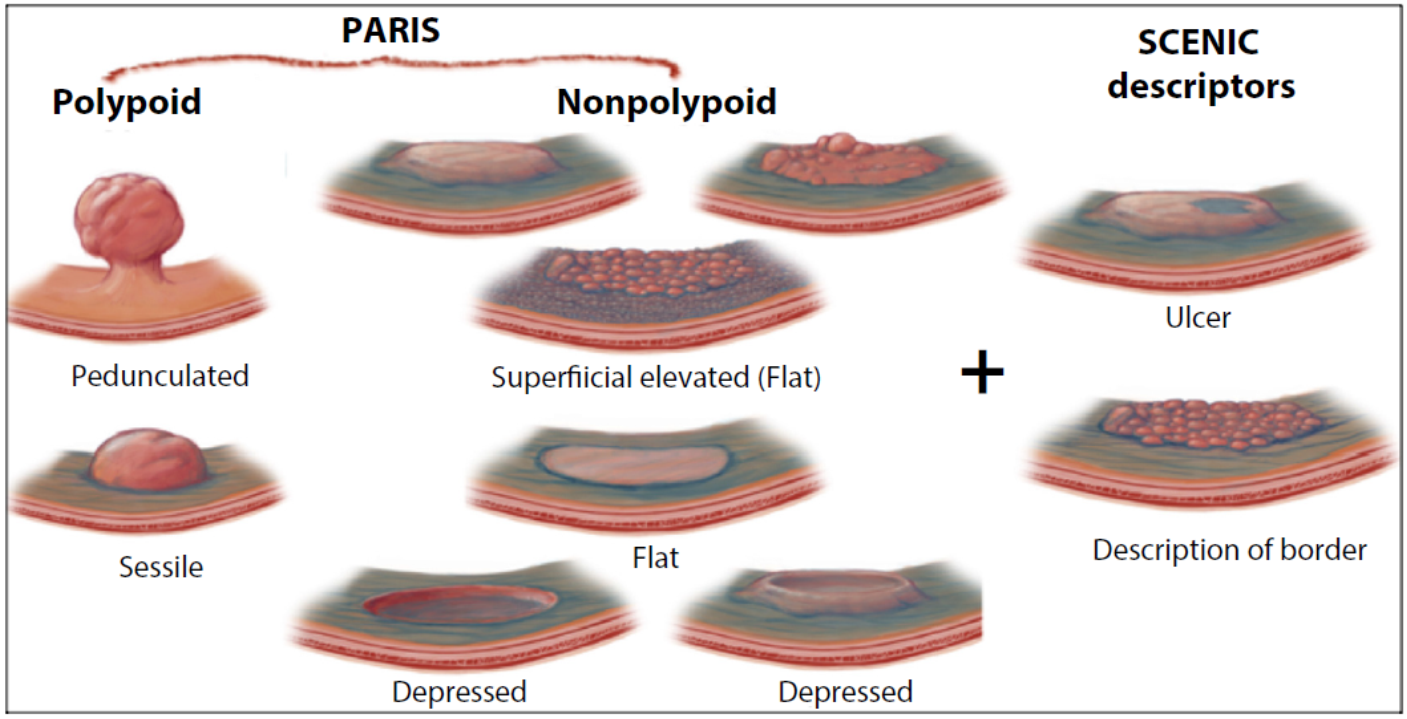 PARIS
Polypoid
Nonpolypoid
Pedunculated
Sessile
Superfiicial elevated (Flat)
Flat
Depressed
Depressed
+
SCENIC
descriptors
Ulcer
Description of border